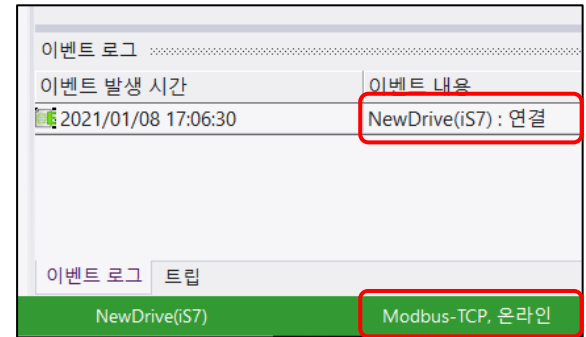 이벤트 로그
이벤트 발생 시간 이벤트 내용
2021/01/08 17:06:30 NewDrive(iS7) : 연결
이벤트 로그 트립
NewDrive(iS7) Modbus-TCP, 온라인